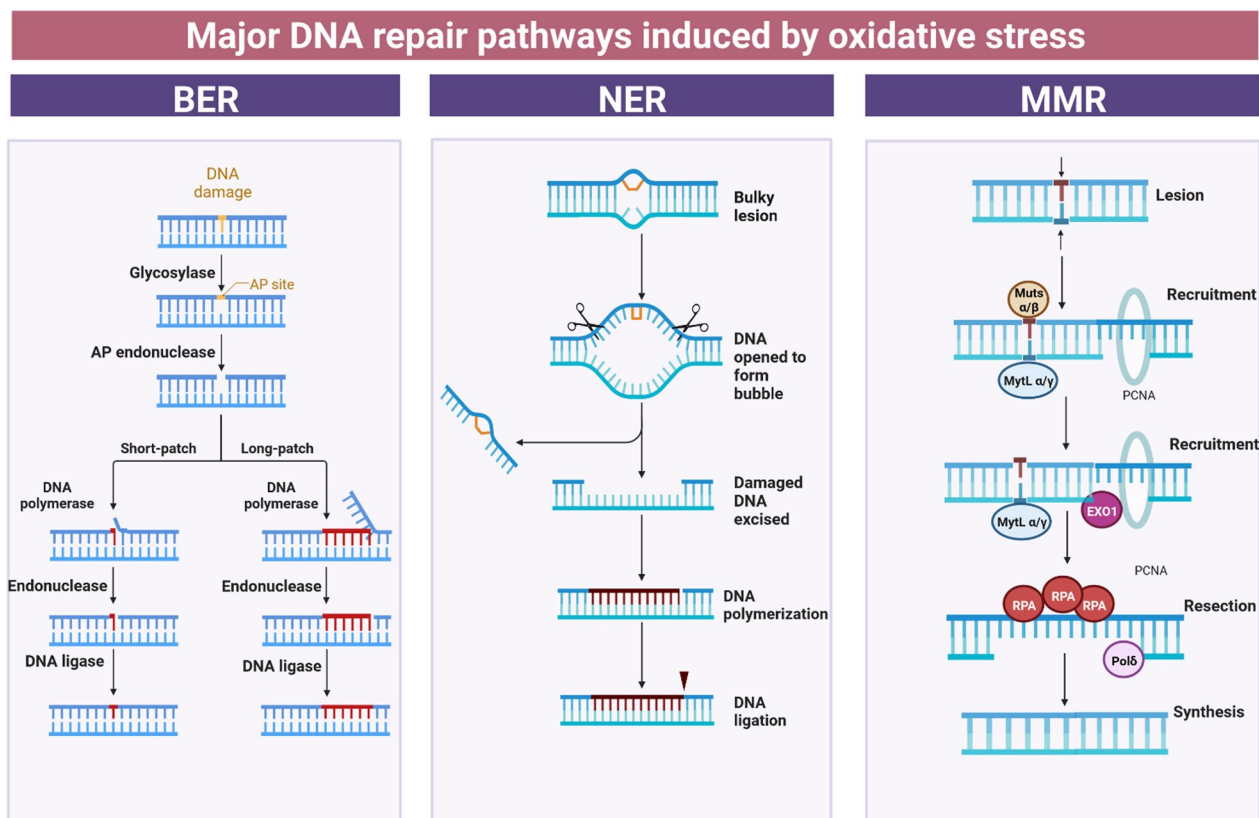 Major DNA repair pathways induced by oxidative stress
BER
DNA
damage
Glycosylase
AP site
AP endonuclease
Short-patch
Long-patch
DNA
polymerase
DNA
polymerase
Endonuclease
Endonuclease
DNA ligase
DNA ligase
NER
Bulky
lesion
DNA
opened to
form
bubble
Damaged
DNA
excised
DNA
polymerization
DNA
ligation
MMR
Lesion
Recruitment
Muts
α/β
MytL α/γ
PCNA
Recruitment
MytL α/γ
EXO1
PCNA
RPA
RPA
RPA
Resection
Polδ
Synthesis